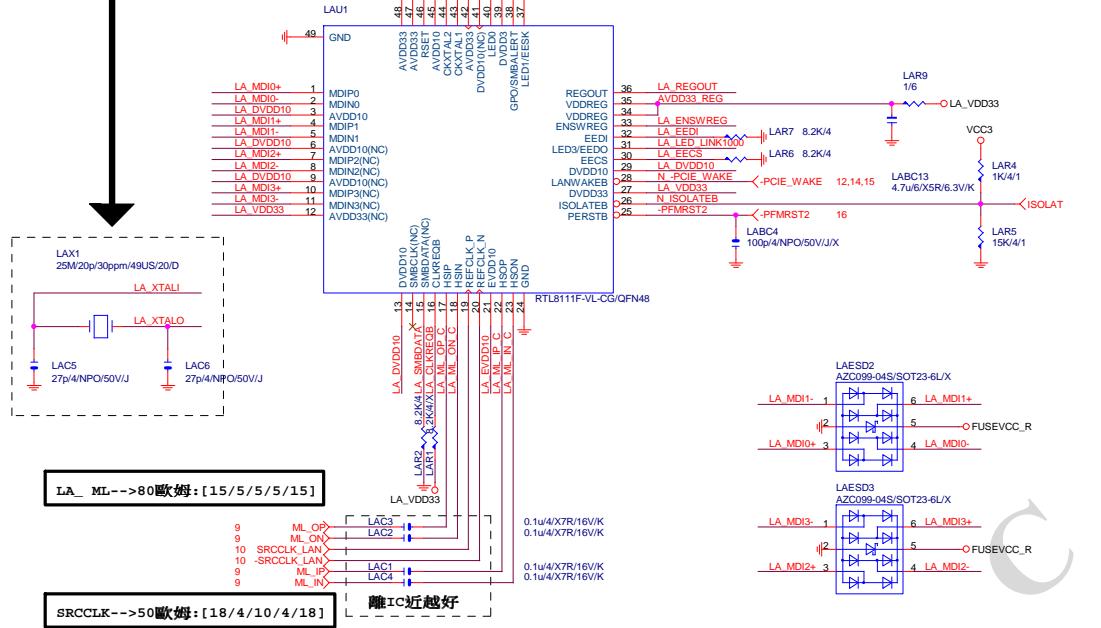 LAU1
48
47
46
45
44
43
42
41
40
39
38
37
AVDD33
AVDD33
RSET
AVDD10
CKXTAL2
CKXTAL1
AVDD33
DVDD10(NC)
LED0
DVDD3
GPO/SMBALERT
LED1/EESK
49 GND
LA_MDI0+ 1 MDIP0
LA_MDI0- 2 MDIN0
LA_DVDD10 3 AVDD10
LA_MDI1+ 4 MDIP1
LA_MDI1- 5 MDIN1
LA_DVDD10 6 AVDD10(NC)
LA_MDI2+ 7 MDIP2(NC)
LA_MDI2- 8 MDIN2(NC)
LA_DVDD10 9 AVDD10(NC)
LA_MDI3+ 10 MDIP3(NC)
LA_MDI3- 11 MDIN3(NC)
LA_VDD33 12 AVDD33(NC)
REGOUT 36 LA_REGOUT
VDDREG 35 AVDD33_REG
VDDREG 34
ENSWREG 33 LA_ENSWREG
EEDI 32 LA_EEDI
LED3/EEDO 31 LA_LED_LINK1000
EECS 30 LA_EECS
DVDD10 29 LA_DVDD10
LANWAKEB 28 N_-PCIE_WAKE
DVDD33 27 LA_VDD33
ISOLATEB 26 N_ISOLATEB
PERSTB 25 -PFMRST2
LAR7 8.2K/4
LAR6 8.2K/4
-PCIE_WAKE 12,14,15
-PFMRST2 16
LABC4
100p/4/NPO/50V/J/X
LAR9
1/6
LA_VDD33
VCC3
LABC13
4.7u/6/X5R/6.3V/K
LAR4
1K/4/1
ISOLAT
LAR5
15K/4/1
DVDD10
SMBCLK(NC)
SMBDATA(NC)
CLKREQB
HSIP
HSIN
REFCLK_P
REFCLK_N
EVDD10
HSOP
HSON
GND
RTL8111F-VL-CG/QFN48
13
14
15
16
17
18
19
20
21
22
23
24
LA_DVDD10
LA_SMBDATA
LA_CLKREQB
LA_ML_OP_C
LA_ML_ON_C
LA_EVDD10
LA_ML_IP_C
LA_ML_IN_C
LAR2 8.2K/4
LAR1 8.2K/4/X
LA_VDD33
LAX1
25M/20p/30ppm/49US/20/D
LA_XTALI
LA_XTALO
LAC5
27p/4/NPO/50V/J
LAC6
27p/4/NPO/50V/J
LA_ ML-->80歐姆:[15/5/5/5/15]
9 ML_OP LAC3 0.1u/4/X7R/16V/K
9 ML_ON LAC2 0.1u/4/X7R/16V/K
10 SRCCLK_LAN
10 -SRCCLK_LAN
9 ML_IP LAC1 0.1u/4/X7R/16V/K
9 ML_IN LAC4 0.1u/4/X7R/16V/K
離IC近越好
SRCCLK-->50歐姆:[18/4/10/4/18]
LAESD2
AZC099-04S/SOT23-6L/X
LA_MDI1- 1 6 LA_MDI1+
2 5 FUSEVCC_R
LA_MDI0+ 3 4 LA_MDI0-
LAESD3
AZC099-04S/SOT23-6L/X
LA_MDI3- 1 6 LA_MDI3+
2 5 FUSEVCC_R
LA_MDI2+ 3 4 LA_MDI2-
C